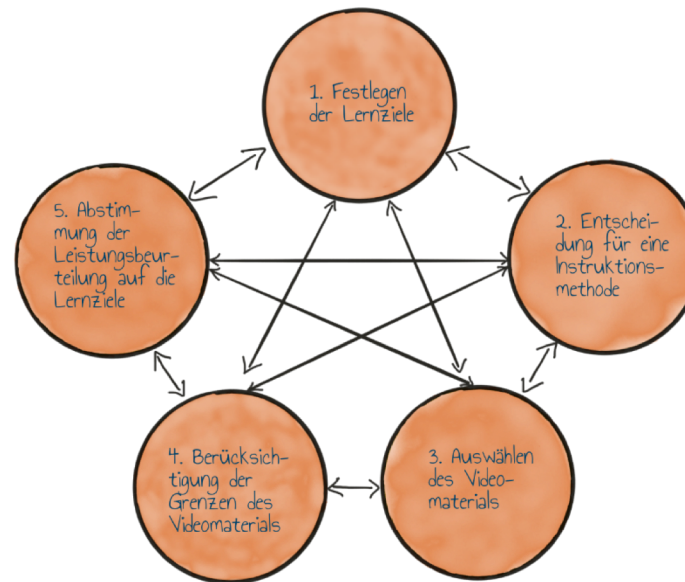 1. Festlegen
der Lernziele
2. Entschei-
dung für eine
Instruktions-
methode
3. Auswählen
des Video-
materials
4. Berücksich-
tigung der
Grenzen des
Videomaterials
5. Abstim-
mung der
Leistungsbeur-
teilung auf die
Lernziele